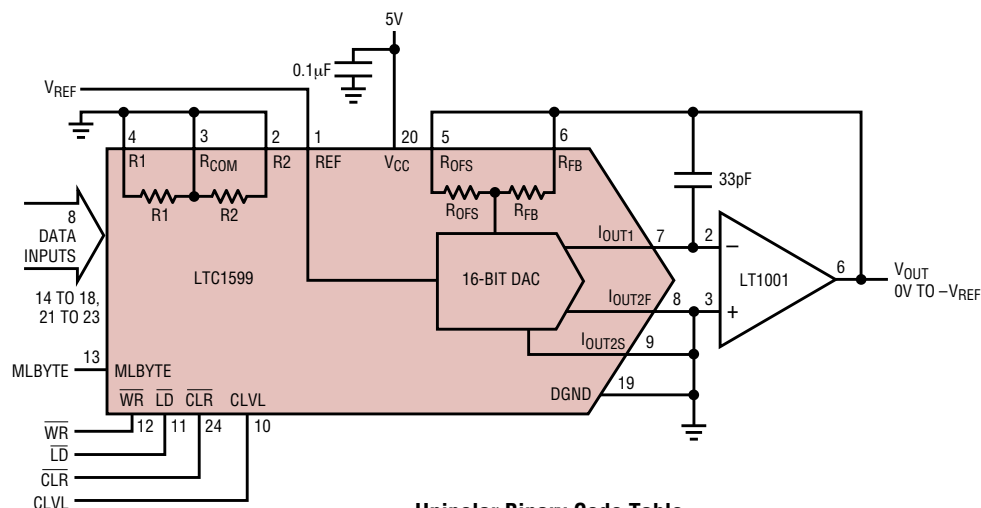 5V
0.1µF
VREF
4 3 2 1 20 5 6
R1 RCOM R2 REF VCC ROFS RFB
33pF
R1 R2 ROFS RFB
8
DATA
INPUTS
14 TO 18,
21 TO 23
LTC1599
16-BIT DAC
IOUT1 7 2 –
IOUT2F 8 3 +
IOUT2S 9
LT1001
6
VOUT
0V TO –VREF
DGND 19
MLBYTE 13 MLBYTE
WR LD CLR CLVL
12 11 24 10
WR
LD
CLR
CLVL
Unipolar Binary Code Table